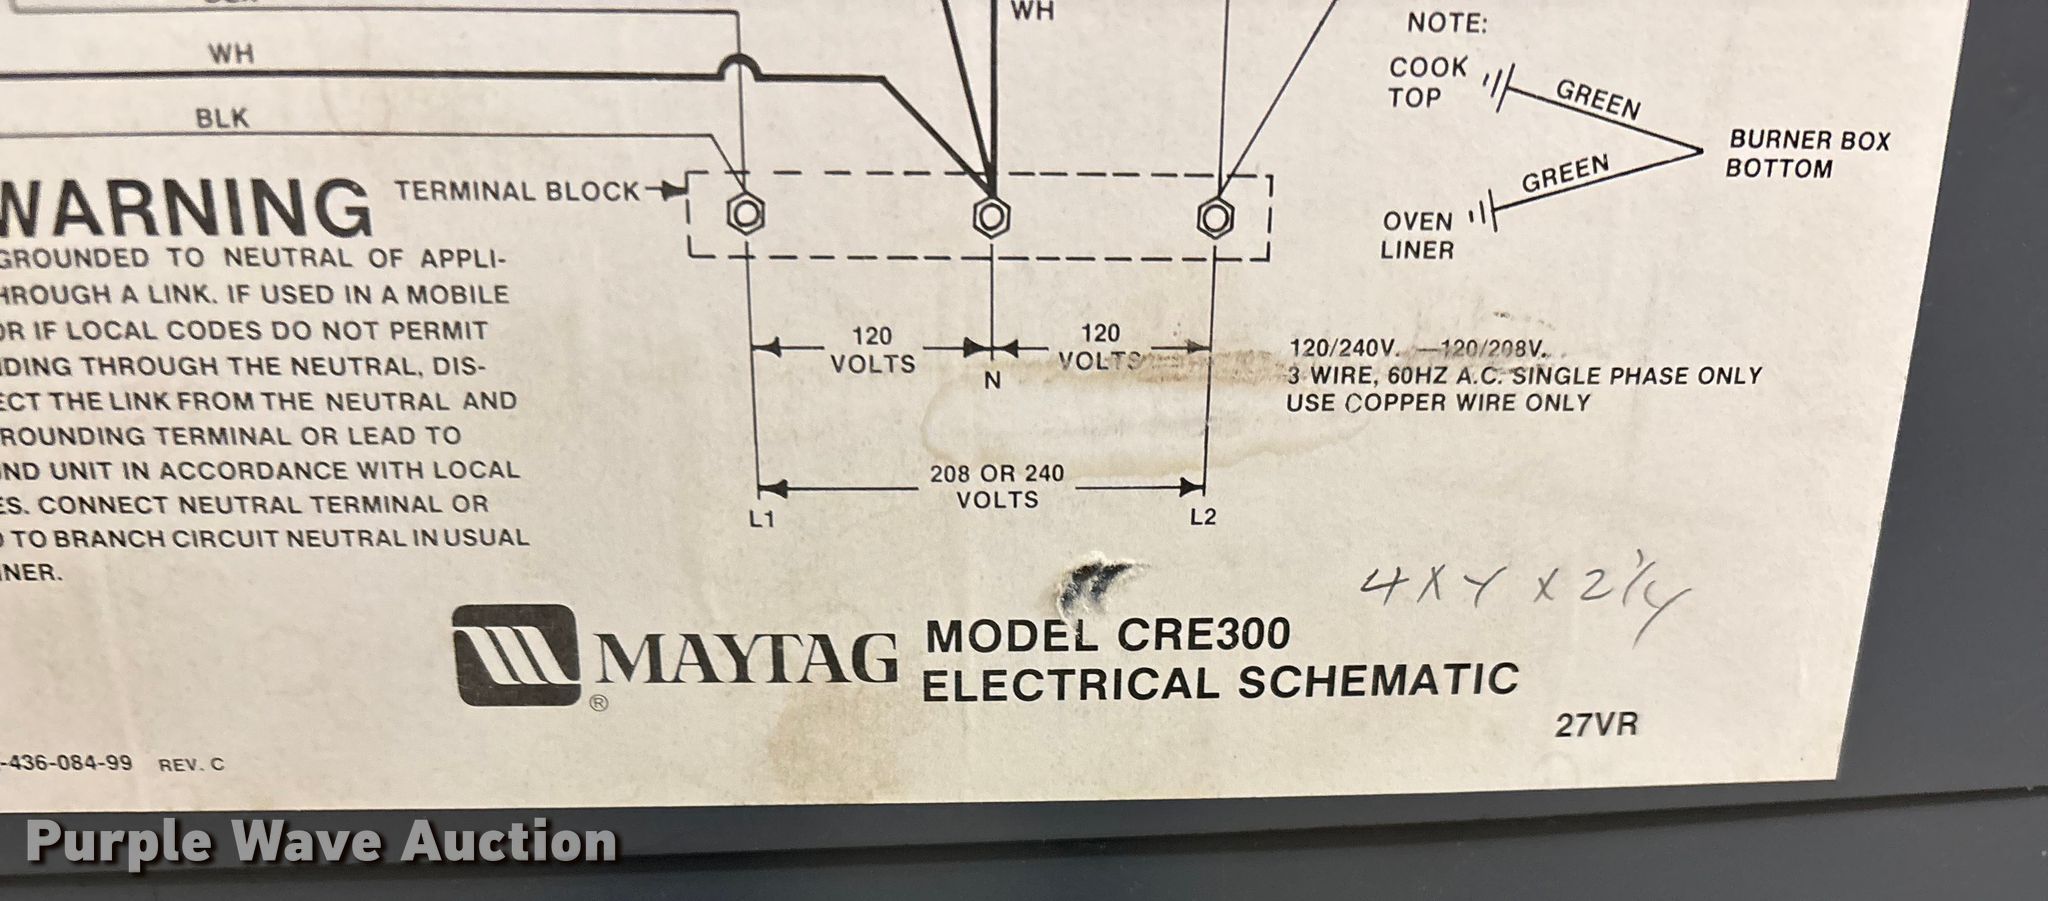 WH
WH
BLK
NOTE:
COOK
TOP
GREEN
GREEN
BURNER BOX
BOTTOM
OVEN
LINER
WARNING
TERMINAL BLOCK
GROUNDED TO NEUTRAL OF APPLI-
HROUGH A LINK. IF USED IN A MOBILE
OR IF LOCAL CODES DO NOT PERMIT
DING THROUGH THE NEUTRAL, DIS-
ECT THE LINK FROM THE NEUTRAL AND
ROUNDING TERMINAL OR LEAD TO
ND UNIT IN ACCORDANCE WITH LOCAL
ES. CONNECT NEUTRAL TERMINAL OR
TO BRANCH CIRCUIT NEUTRAL IN USUAL
NER.
120
VOLTS
120
VOLTS
N
208 OR 240
VOLTS
L1
L2
120/240V. —120/208V.
3 WIRE, 60HZ A.C. SINGLE PHASE ONLY
USE COPPER WIRE ONLY
4 X Y X 2 1/4
MAYTAG
®
MODEL CRE300
ELECTRICAL SCHEMATIC
27VR
-436-084-99 REV. C
Purple Wave Auction